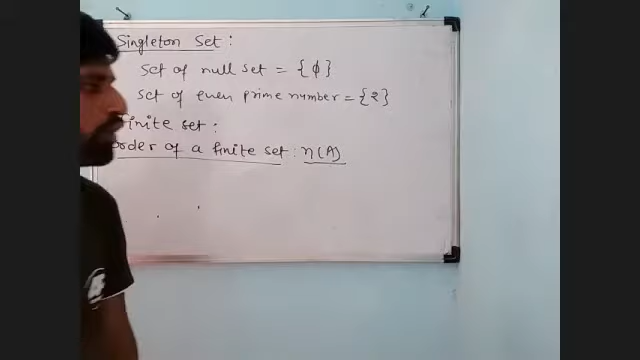 Singleton Set:
Set of null set = {ϕ}
Set of even prime number = {2}
Finite set:
Order of a finite set: η(A)